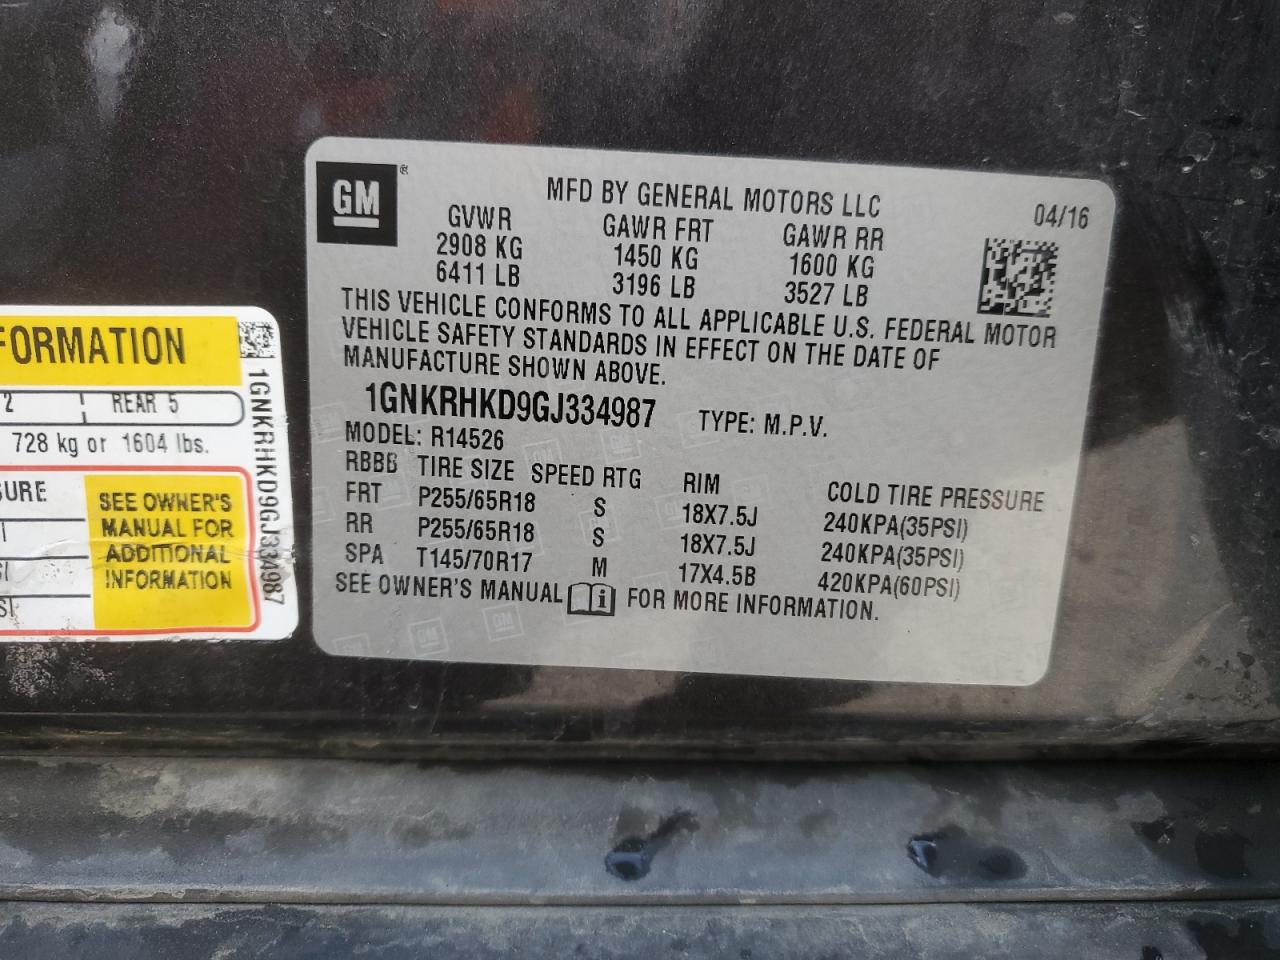 GM®
MFD BY GENERAL MOTORS LLC
04/16
GVWR GAWR FRT GAWR RR
2908 KG 1450 KG 1600 KG
6411 LB 3196 LB 3527 LB
THIS VEHICLE CONFORMS TO ALL APPLICABLE U.S. FEDERAL MOTOR
VEHICLE SAFETY STANDARDS IN EFFECT ON THE DATE OF
MANUFACTURE SHOWN ABOVE.
1GNKRHKD9GJ334987 TYPE: M.P.V.
MODEL: R14526
RBBB TIRE SIZE SPEED RTG RIM COLD TIRE PRESSURE
FRT P255/65R18 S 18X7.5J 240KPA(35PSI)
RR P255/65R18 S 18X7.5J 240KPA(35PSI)
SPA T145/70R17 M 17X4.5B 420KPA(60PSI)
SEE OWNER'S MANUAL i FOR MORE INFORMATION.
FORMATION
2 REAR 5
728 kg or 1604 lbs.
SURE
SEE OWNER'S
MANUAL FOR
ADDITIONAL
INFORMATION
1GNKRHKD9GJ334987